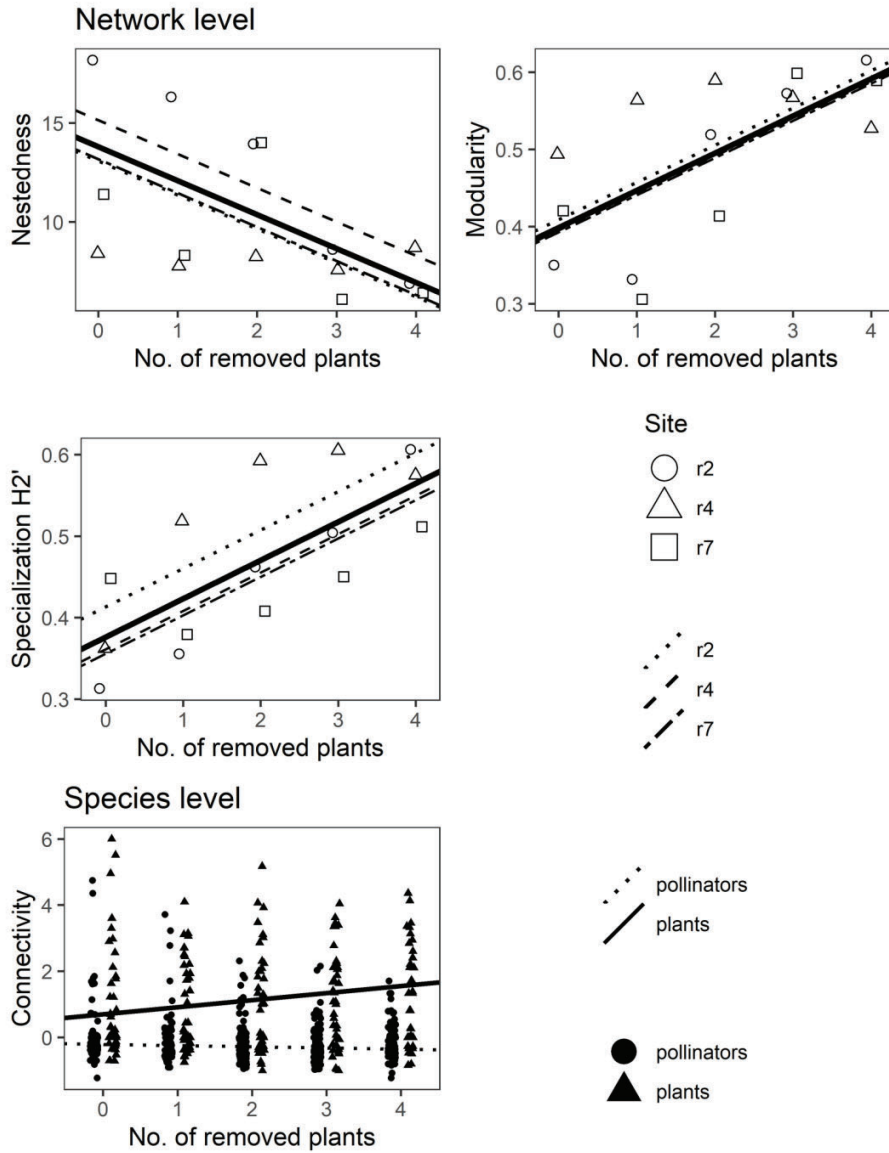 Network level
Nestedness
15
10
0 1 2 3 4
No. of removed plants
Modularity
0.6
0.5
0.4
0.3
0 1 2 3 4
No. of removed plants
Specialization H2'
0.6
0.5
0.4
0.3
0 1 2 3 4
No. of removed plants
Site
r2
r4
r7
r2
r4
r7
Species level
Connectivity
6
4
2
0
0 1 2 3 4
No. of removed plants
pollinators
plants
pollinators
plants